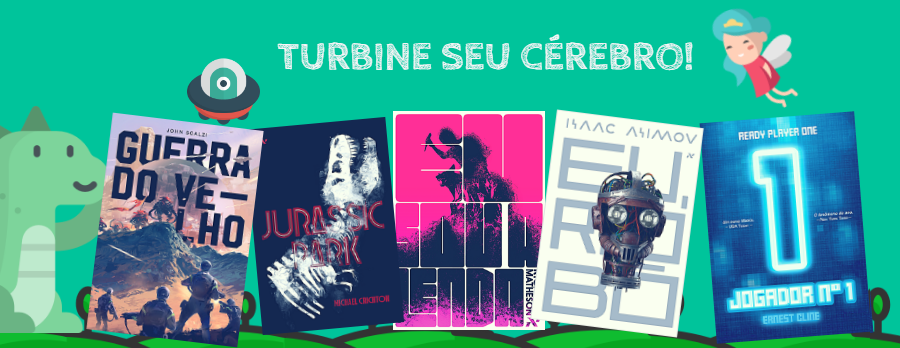 TURBINE SEU CÉREBRO!
JOHN SCALZI
GUERRA
DO VE—
LHO
JURASSIC
PARK
MICHAEL CRICHTON
EU
SOU A
LENDA
MATHESON
ISAAC ASIMOV
EU,
RO
BÔ
READY PLAYER ONE
1
JOGADOR Nº 1
ERNEST CLINE